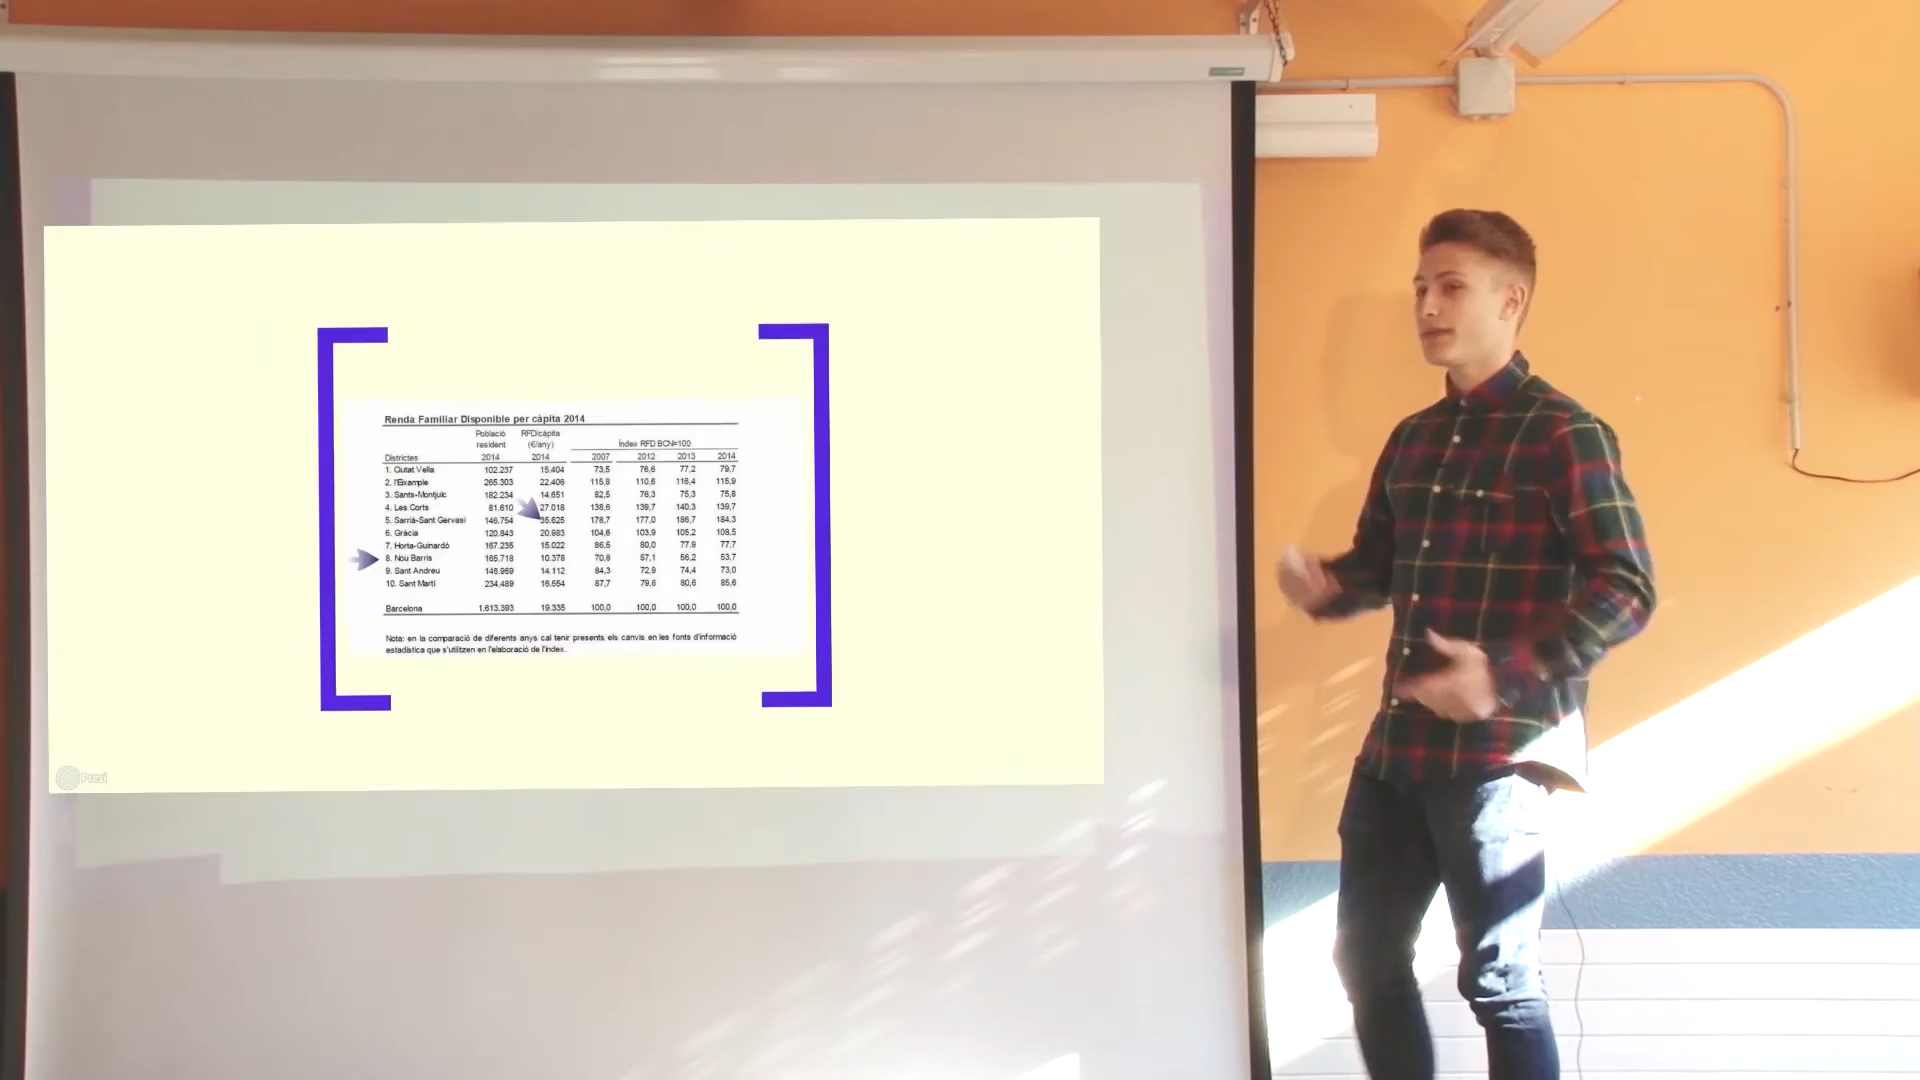 Renda Familiar Disponible per càpita 2014
Població RFD/càpita
resident (€/any) Índex RFD BCN=100
Districtes 2014 2014 2007 2012 2013 2014
1. Ciutat Vella 102.237 15.404 73,5 76,6 77,2 79,7
2. l'Eixample 265.303 22.406 115,8 110,6 116,4 115,9
3. Sants-Montjuïc 182.234 14.651 82,5 76,3 75,3 75,8
4. Les Corts 81.610 27.018 138,6 139,7 140,3 139,7
5. Sarrià-Sant Gervasi 146.754 35.625 178,7 177,0 186,7 184,3
6. Gràcia 120.843 20.983 104,6 103,9 105,2 108,5
7. Horta-Guinardó 167.235 15.022 86,5 80,0 77,9 77,7
8. Nou Barris 165.718 10.378 70,8 57,1 56,2 53,7
9. Sant Andreu 146.969 14.112 84,3 72,9 74,4 73,0
10. Sant Martí 234.489 16.554 87,7 79,6 80,6 85,6
Barcelona 1.613.393 19.335 100,0 100,0 100,0 100,0
Nota: en la comparació de diferents anys cal tenir presents els canvis en les fonts d'informació
estadística que s'utilitzen en l'elaboració de l'índex.
Prezi